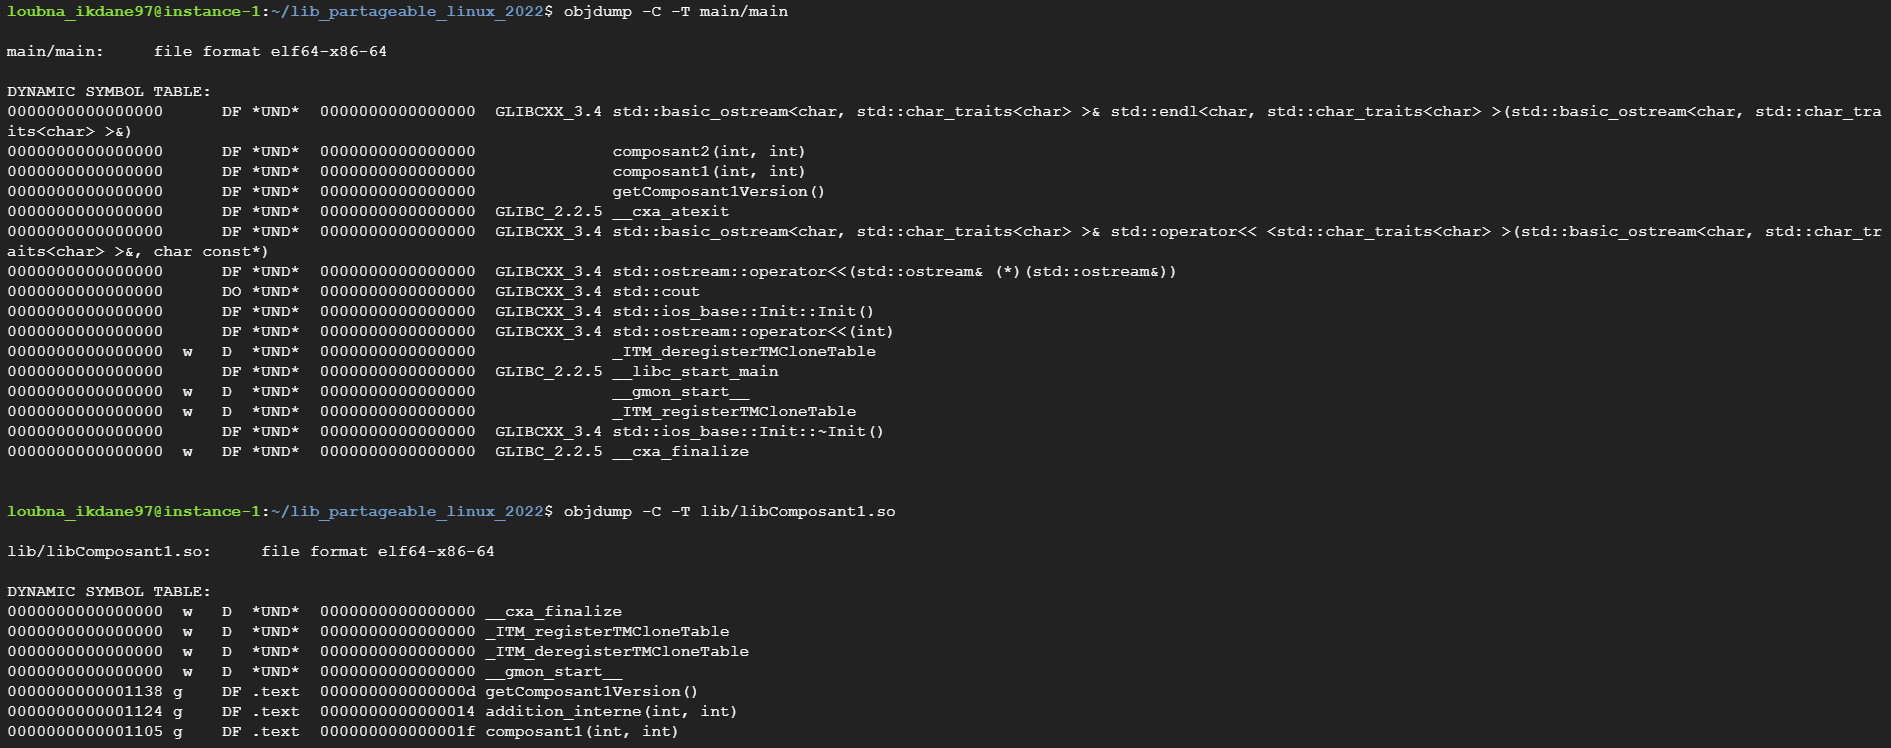 loubna_ikdane97@instance-1:~/lib_partageable_linux_2022$ objdump -C -T main/main
main/main:     file format elf64-x86-64
DYNAMIC SYMBOL TABLE:
0000000000000000      DF *UND*  0000000000000000  GLIBCXX_3.4 std::basic_ostream<char, std::char_traits<char> >& std::endl<char, std::char_traits<char> >(std::basic_ostream<char, std::char_tra
its<char> >&)
0000000000000000      DF *UND*  0000000000000000              composant2(int, int)
0000000000000000      DF *UND*  0000000000000000              composant1(int, int)
0000000000000000      DF *UND*  0000000000000000              getComposant1Version()
0000000000000000      DF *UND*  0000000000000000  GLIBC_2.2.5 __cxa_atexit
0000000000000000      DF *UND*  0000000000000000  GLIBCXX_3.4 std::basic_ostream<char, std::char_traits<char> >& std::operator<< <std::char_traits<char> >(std::basic_ostream<char, std::char_tr
aits<char> >&, char const*)
0000000000000000      DF *UND*  0000000000000000  GLIBCXX_3.4 std::ostream::operator<<(std::ostream& (*)(std::ostream&))
0000000000000000      DO *UND*  0000000000000000  GLIBCXX_3.4 std::cout
0000000000000000      DF *UND*  0000000000000000  GLIBCXX_3.4 std::ios_base::Init::Init()
0000000000000000      DF *UND*  0000000000000000  GLIBCXX_3.4 std::ostream::operator<<(int)
0000000000000000  w   D  *UND*  0000000000000000              _ITM_deregisterTMCloneTable
0000000000000000      DF *UND*  0000000000000000  GLIBC_2.2.5 __libc_start_main
0000000000000000  w   D  *UND*  0000000000000000              __gmon_start__
0000000000000000  w   D  *UND*  0000000000000000              _ITM_registerTMCloneTable
0000000000000000      DF *UND*  0000000000000000  GLIBCXX_3.4 std::ios_base::Init::~Init()
0000000000000000  w   DF *UND*  0000000000000000  GLIBC_2.2.5 __cxa_finalize
loubna_ikdane97@instance-1:~/lib_partageable_linux_2022$ objdump -C -T lib/libComposant1.so
lib/libComposant1.so:     file format elf64-x86-64
DYNAMIC SYMBOL TABLE:
0000000000000000  w   D  *UND*  0000000000000000 __cxa_finalize
0000000000000000  w   D  *UND*  0000000000000000 _ITM_registerTMCloneTable
0000000000000000  w   D  *UND*  0000000000000000 _ITM_deregisterTMCloneTable
0000000000000000  w   D  *UND*  0000000000000000 __gmon_start__
0000000000001138 g    DF .text  000000000000000d getComposant1Version()
0000000000001124 g    DF .text  0000000000000014 addition_interne(int, int)
0000000000001105 g    DF .text  000000000000001f composant1(int, int)